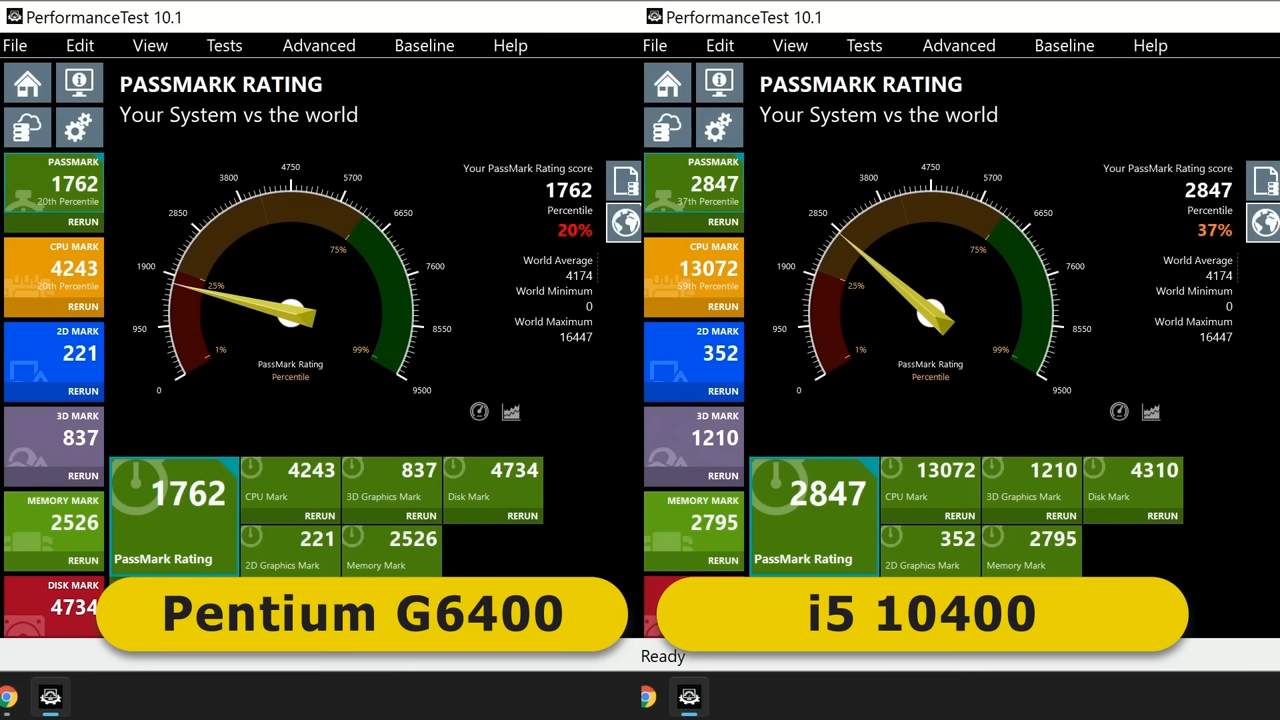 PerformanceTest 10.1
File Edit View Tests Advanced Baseline Help
PASSMARK RATING
Your System vs the world
PASSMARK
1762
20th Percentile
RERUN
CPU MARK
4243
20th Percentile
RERUN
2D MARK
221
RERUN
3D MARK
837
RERUN
MEMORY MARK
2526
RERUN
DISK MARK
4734
0
950
1900
2850
3800
4750
5700
6650
7600
8550
9500
1%
25%
75%
99%
PassMark Rating
Percentile
Your PassMark Rating score
1762
Percentile
20%
World Average
4174
World Minimum
0
World Maximum
16447
1762
PassMark Rating
4243
CPU Mark
RERUN
837
3D Graphics Mark
RERUN
4734
Disk Mark
RERUN
221
2D Graphics Mark
2526
Memory Mark
Pentium G6400
PerformanceTest 10.1
File Edit View Tests Advanced Baseline Help
PASSMARK RATING
Your System vs the world
PASSMARK
2847
37th Percentile
RERUN
CPU MARK
13072
59th Percentile
RERUN
2D MARK
352
RERUN
3D MARK
1210
RERUN
MEMORY MARK
2795
RERUN
0
950
1900
2850
3800
4750
5700
6650
7600
8550
9500
1%
25%
75%
99%
PassMark Rating
Percentile
Your PassMark Rating score
2847
Percentile
37%
World Average
4174
World Minimum
0
World Maximum
16447
2847
PassMark Rating
13072
CPU Mark
RERUN
1210
3D Graphics Mark
RERUN
4310
Disk Mark
RERUN
352
2D Graphics Mark
2795
Memory Mark
i5 10400
Ready